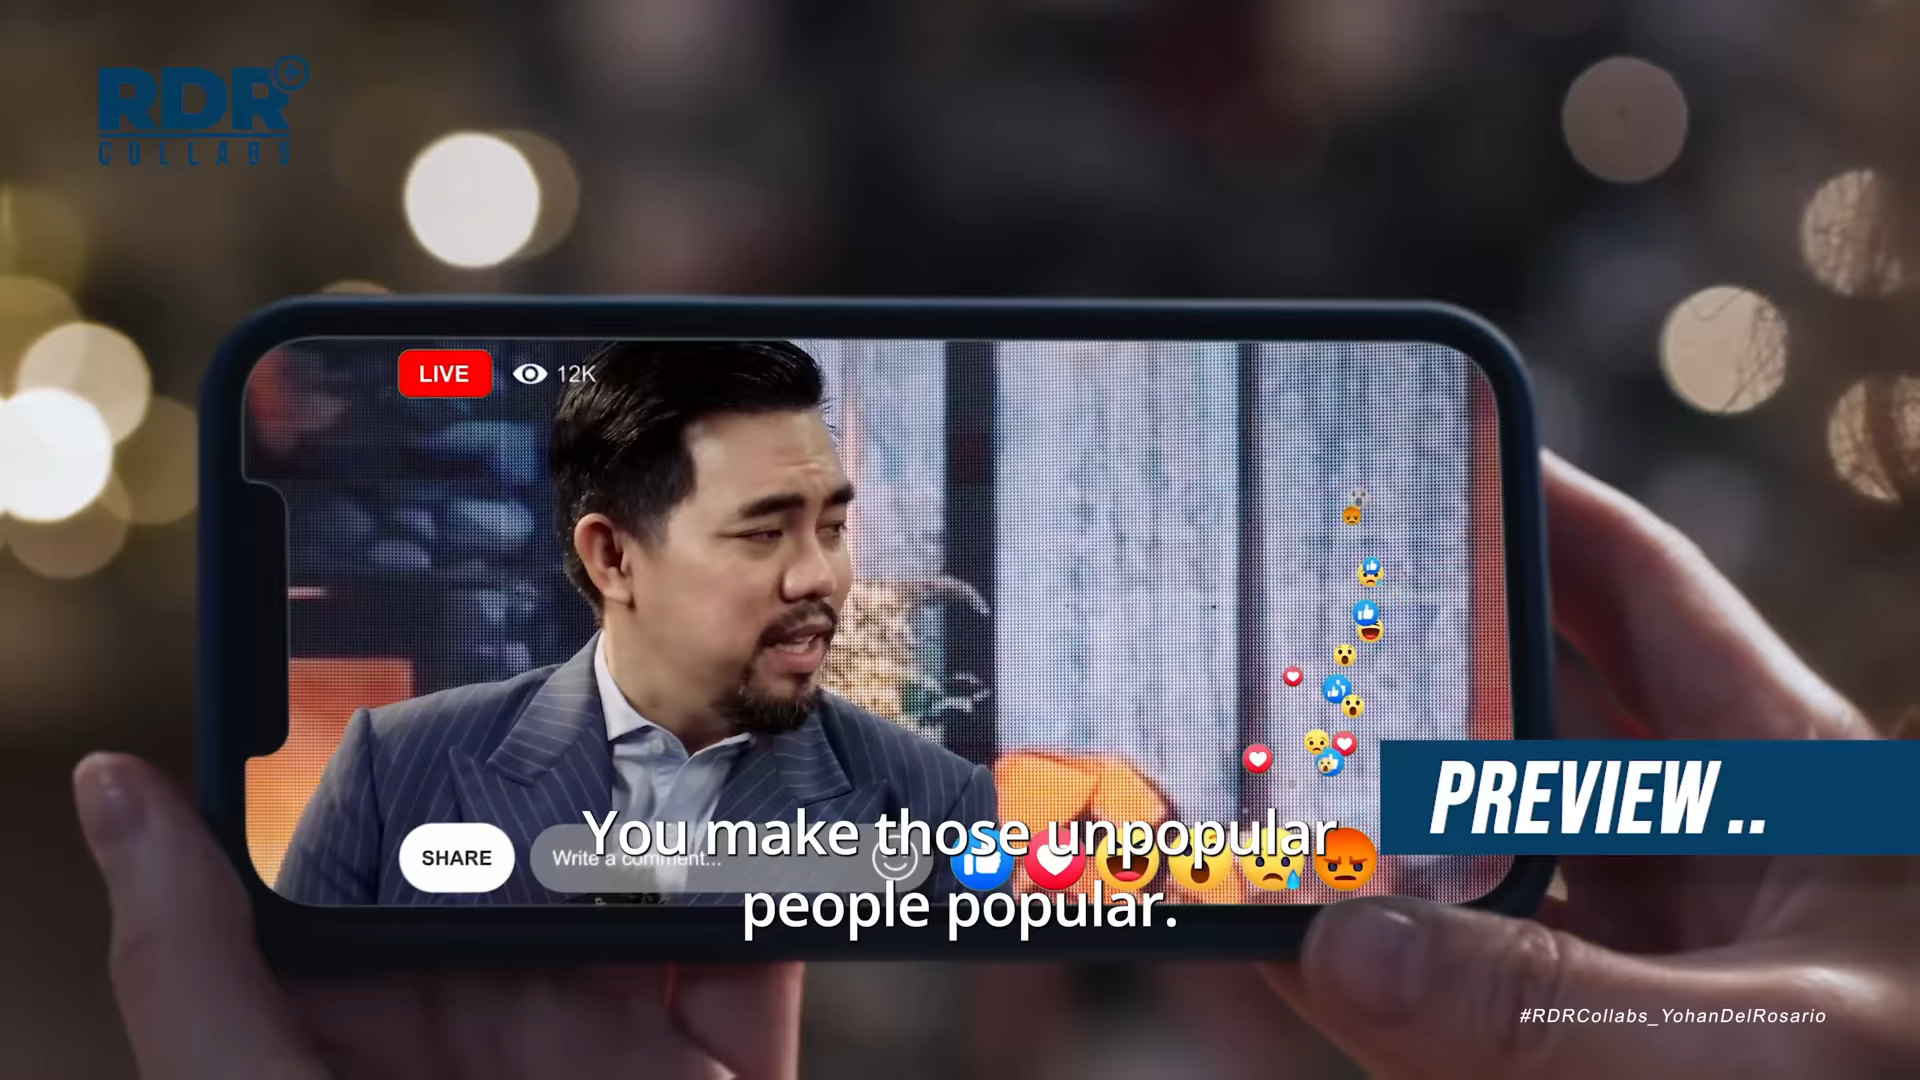 RDR
COLLABS
LIVE
12K
SHARE
Write a comment...
You make those unpopular
people popular.
PREVIEW ..
#RDRCollabs_YohanDelRosario